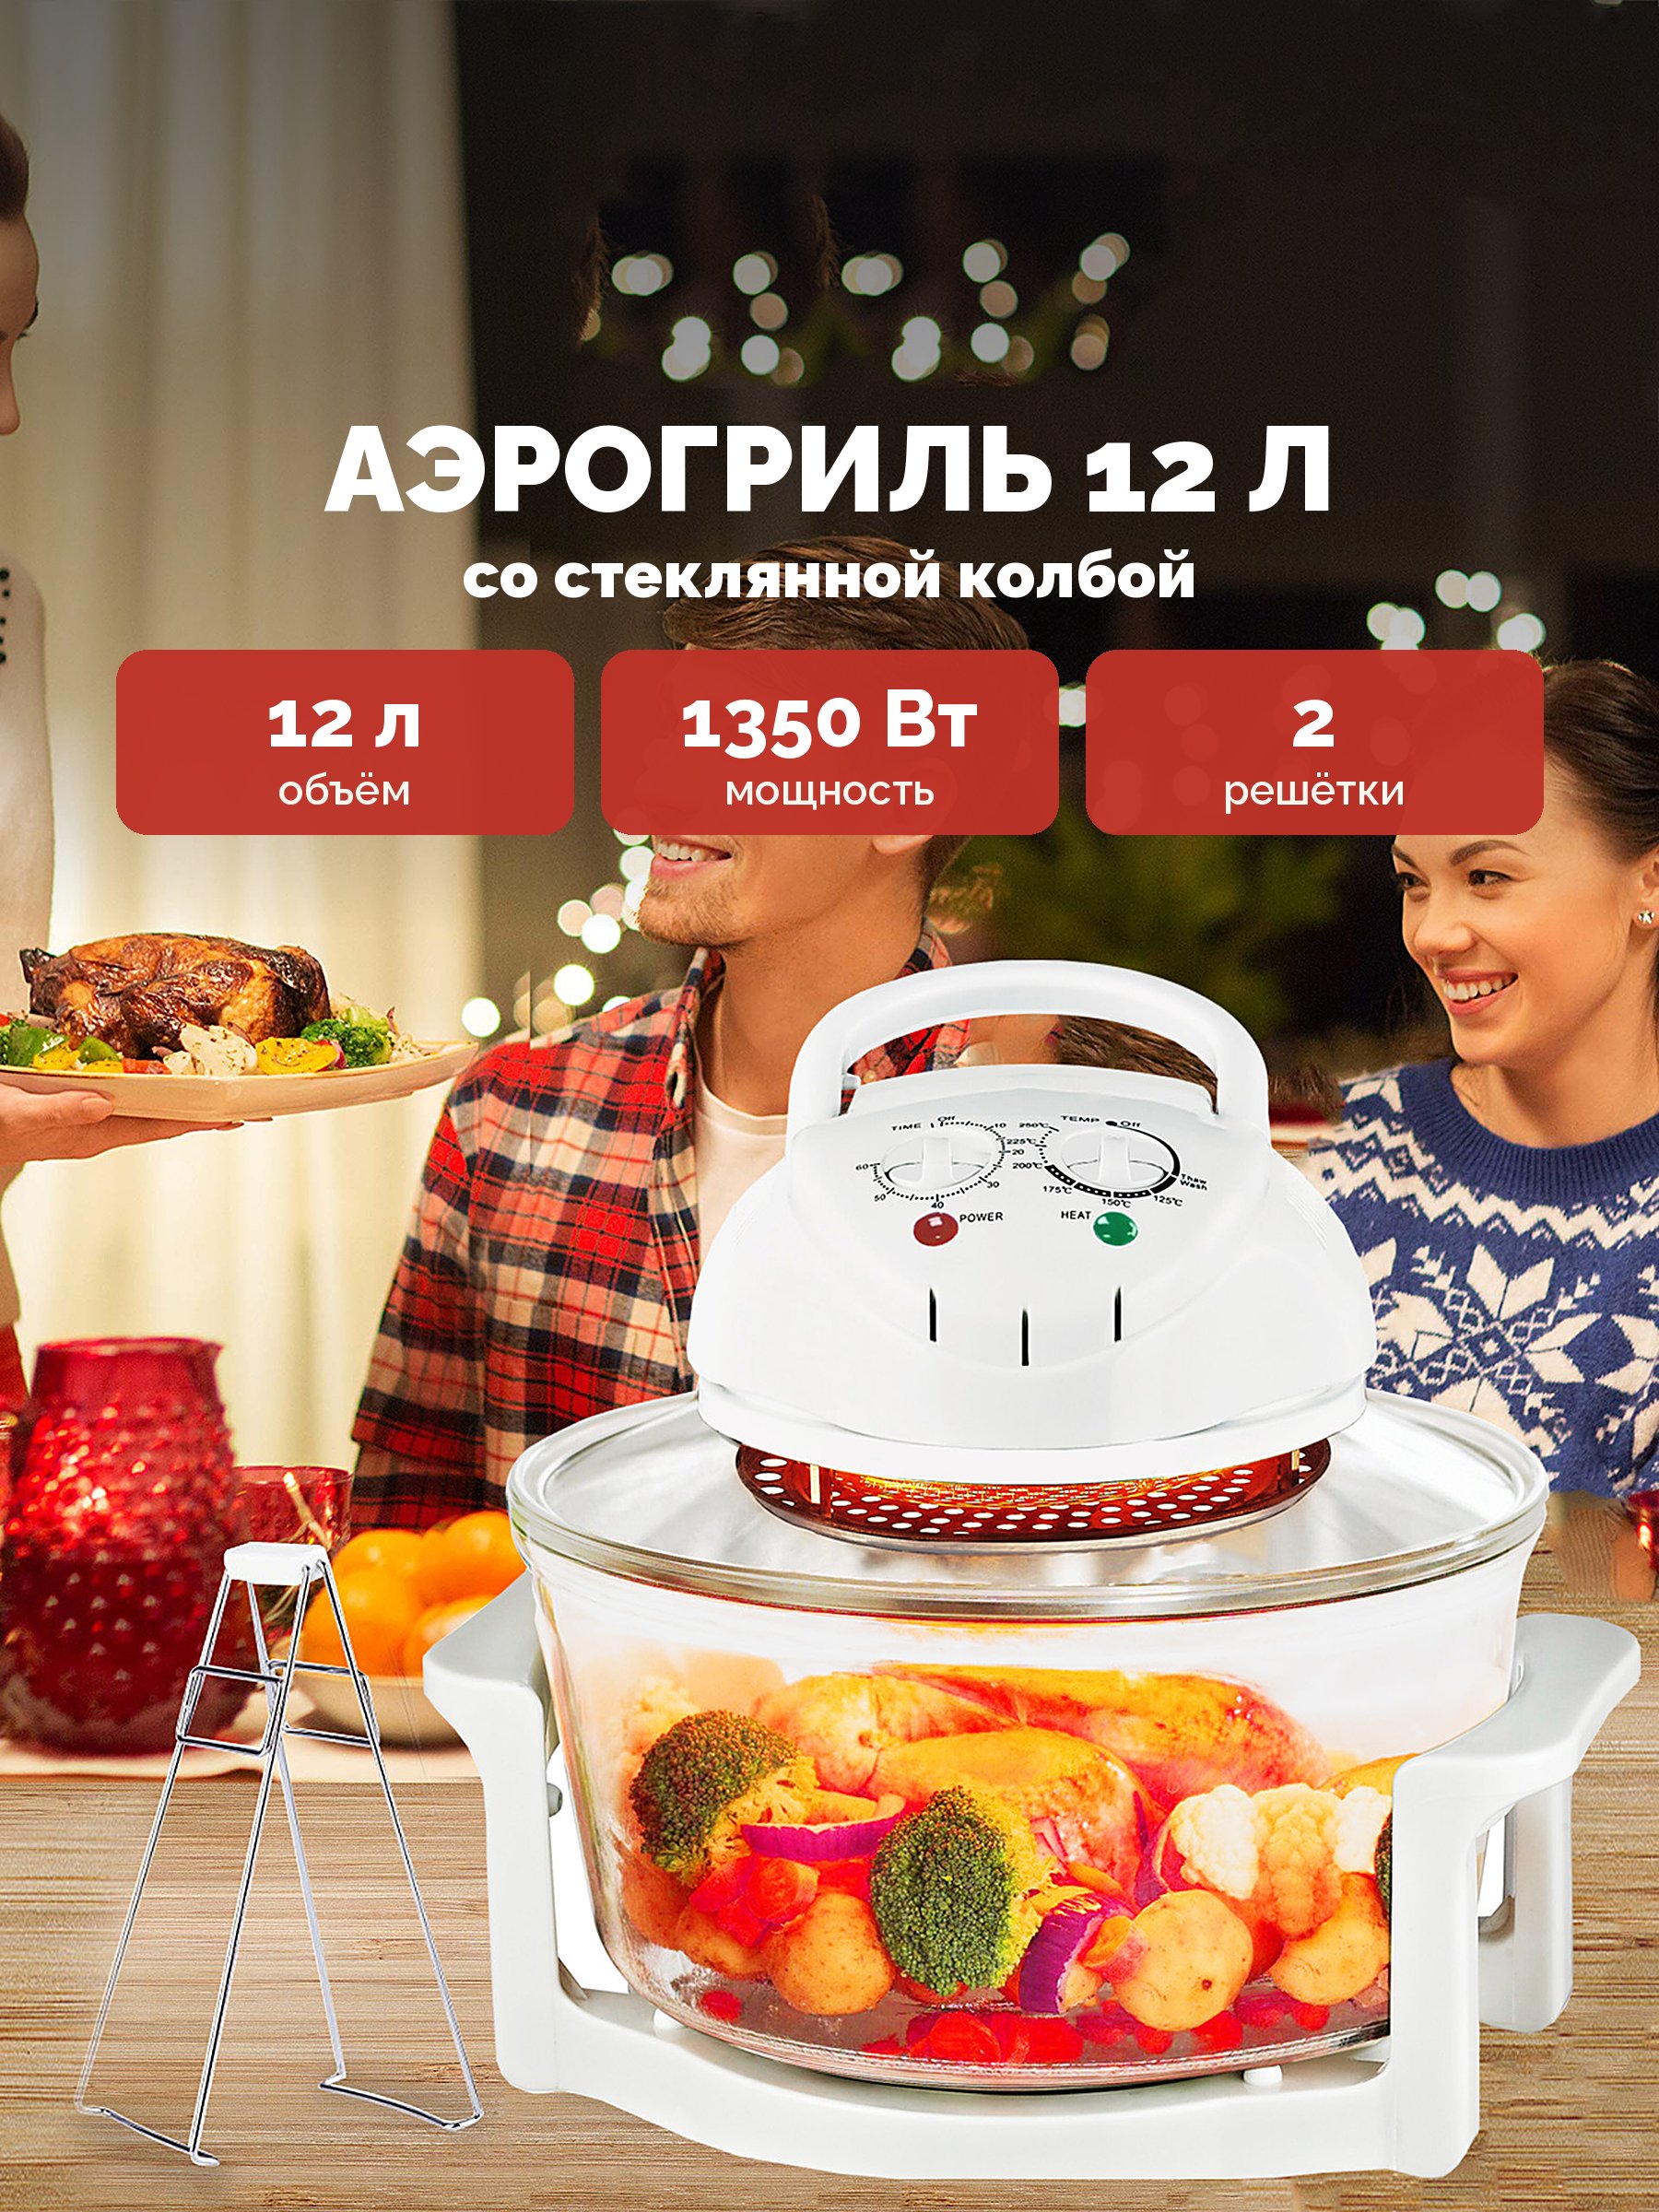 АЭРОГРИЛЬ 12 Л
со стеклянной колбой
12 л
объём
1350 Вт
мощность
2
решётки
TIME
Off
10
20
30
40
50
60
TEMP
Off
Thaw
Wash
125°C
150°C
175°C
200°C
225°C
250°C
POWER
HEAT